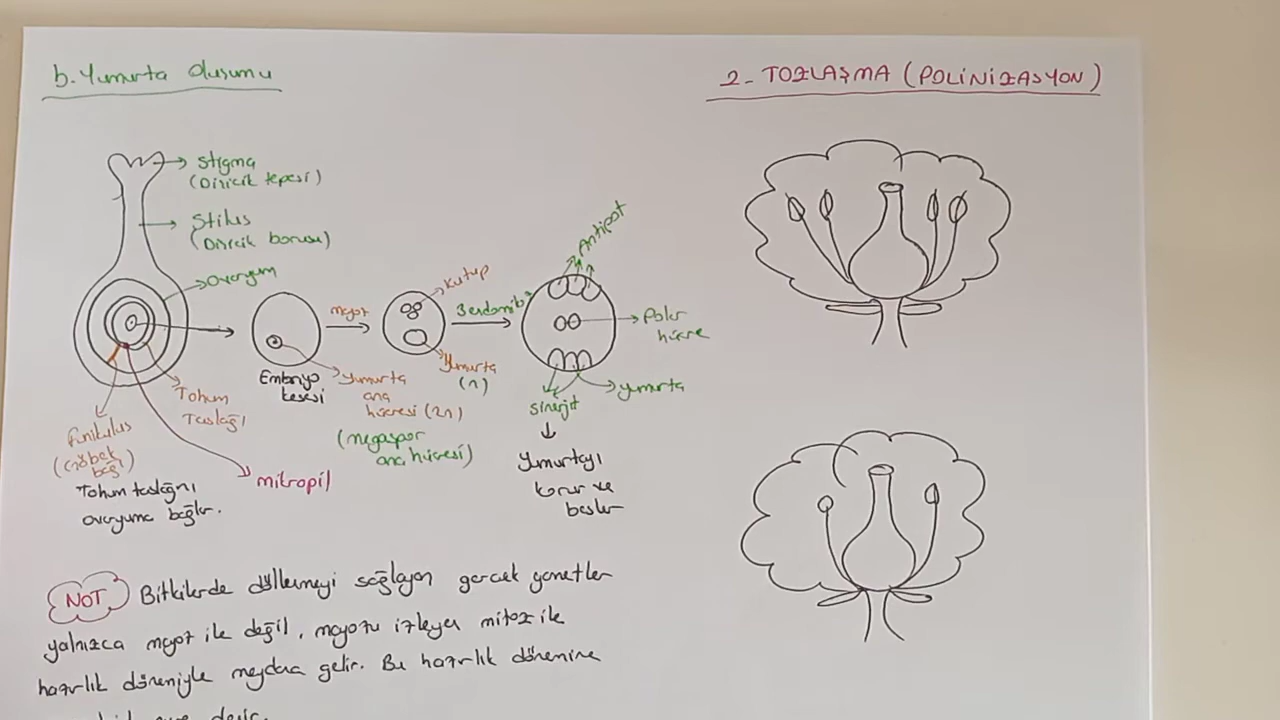 b. Yumurta Oluşumu
Stigma
(Dişicik tepesi)
Stilus
(Dişicik borusu)
Ovaryum
Tohum
Taslağı
Funikulus
(Göbek
bağı)
Tohum taslağını
ovaryuma bağlar.
mikropil
Embriyo
kesesi
Yumurta
ana
hücresi (2n)
(megaspor
ana hücresi)
mayoz
Kutup
Yumurta
(n)
3 endomitoz
Antipot
Polar
hücre
Sinerjit
yumurta
Yumurtayı
korur ve
besler
NOT Bitkilerde döllenmeyi sağlayan gerçek gametler
yalnızca mayoz ile değil, mayozu izleyen mitoz ile
hazırlık dönemiyle meydana gelir. Bu hazırlık dönemine
denir.
2- TOZLAŞMA (POLİNİZASYON)